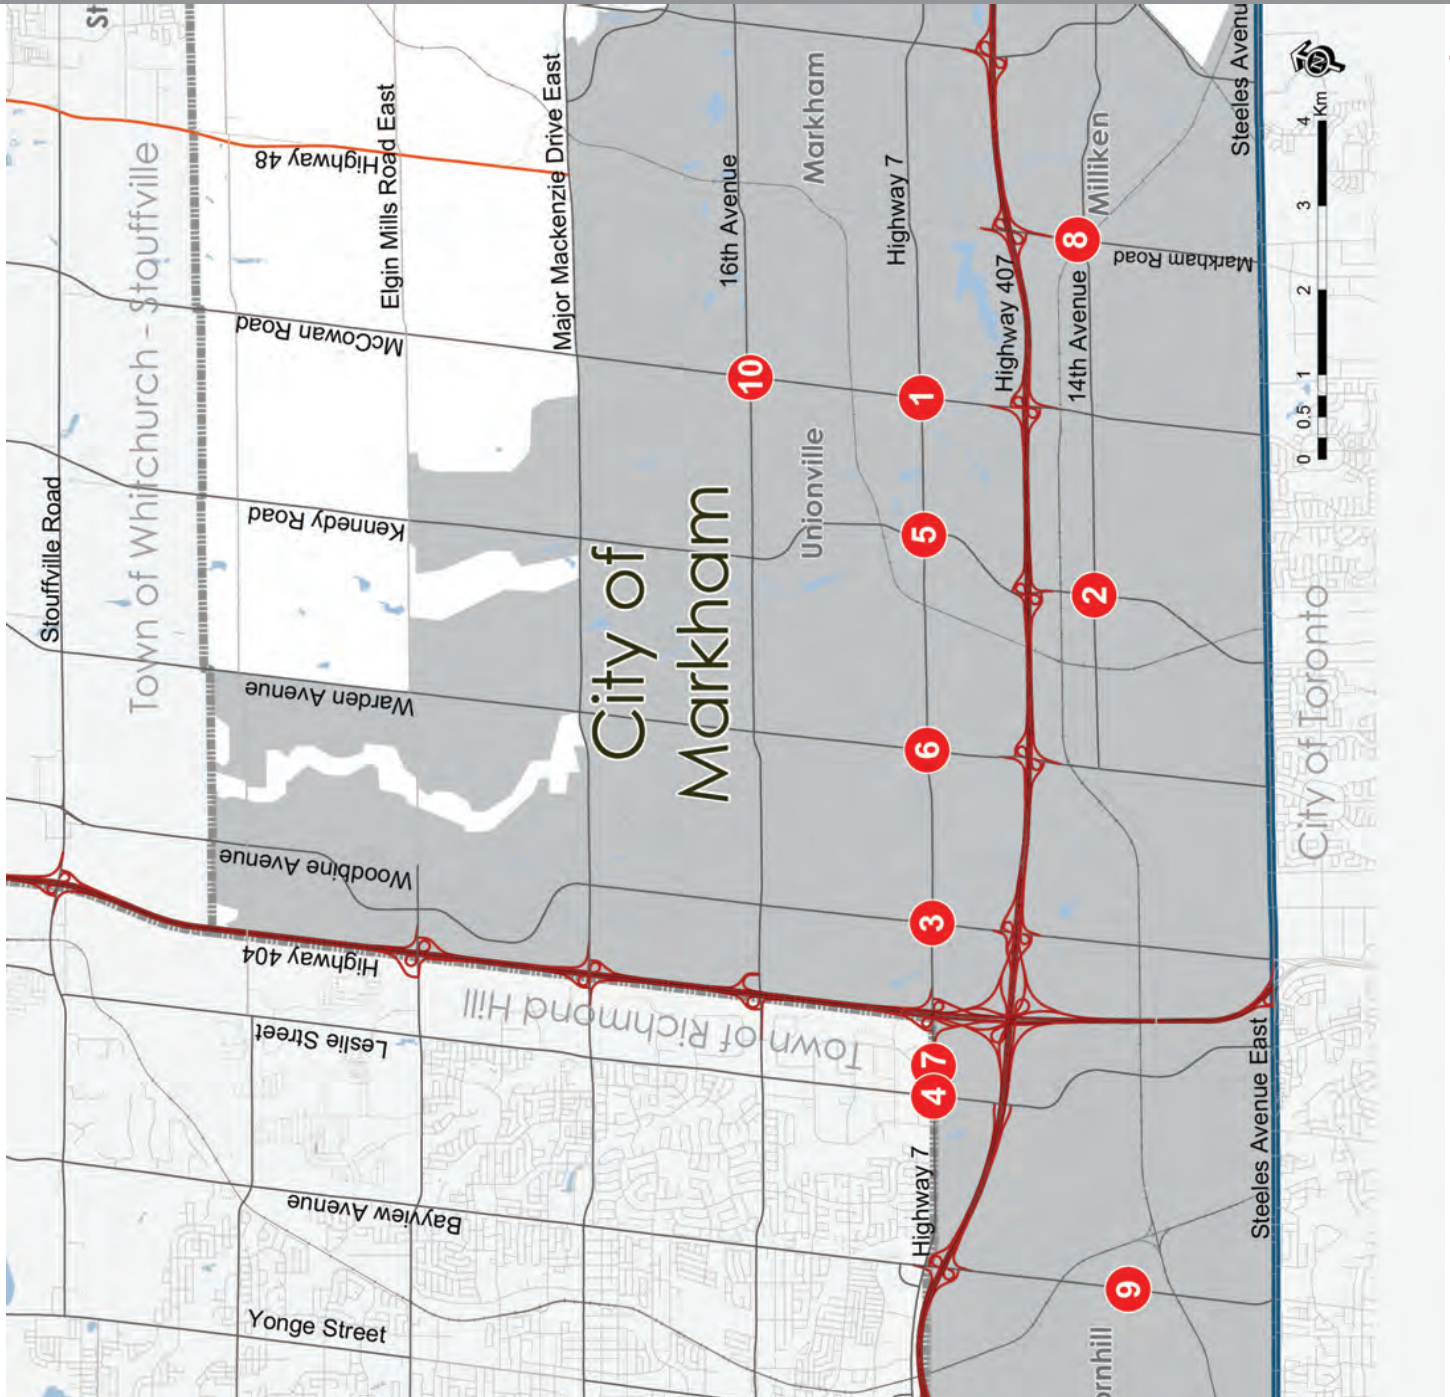 St
Town of Whitchurch - Stouffville
Stouffville Road
Highway 48
Elgin Mills Road East
Major Mackenzie Drive East
16th Avenue
Highway 7
Markham
Milliken
Steeles Avenu
McCowan Road
Kennedy Road
Warden Avenue
Woodbine Avenue
Highway 404
Leslie Street
Bayview Avenue
Yonge Street
Town of Richmond Hill
City of
Markham
Unionville
Highway 407
14th Avenue
Markham Road
10
1
8
5
2
6
3
7
4
9
Highway 7
Steeles Avenue East
City of Toronto
ornhill
0 0.5 1 2 3 4
Km
N